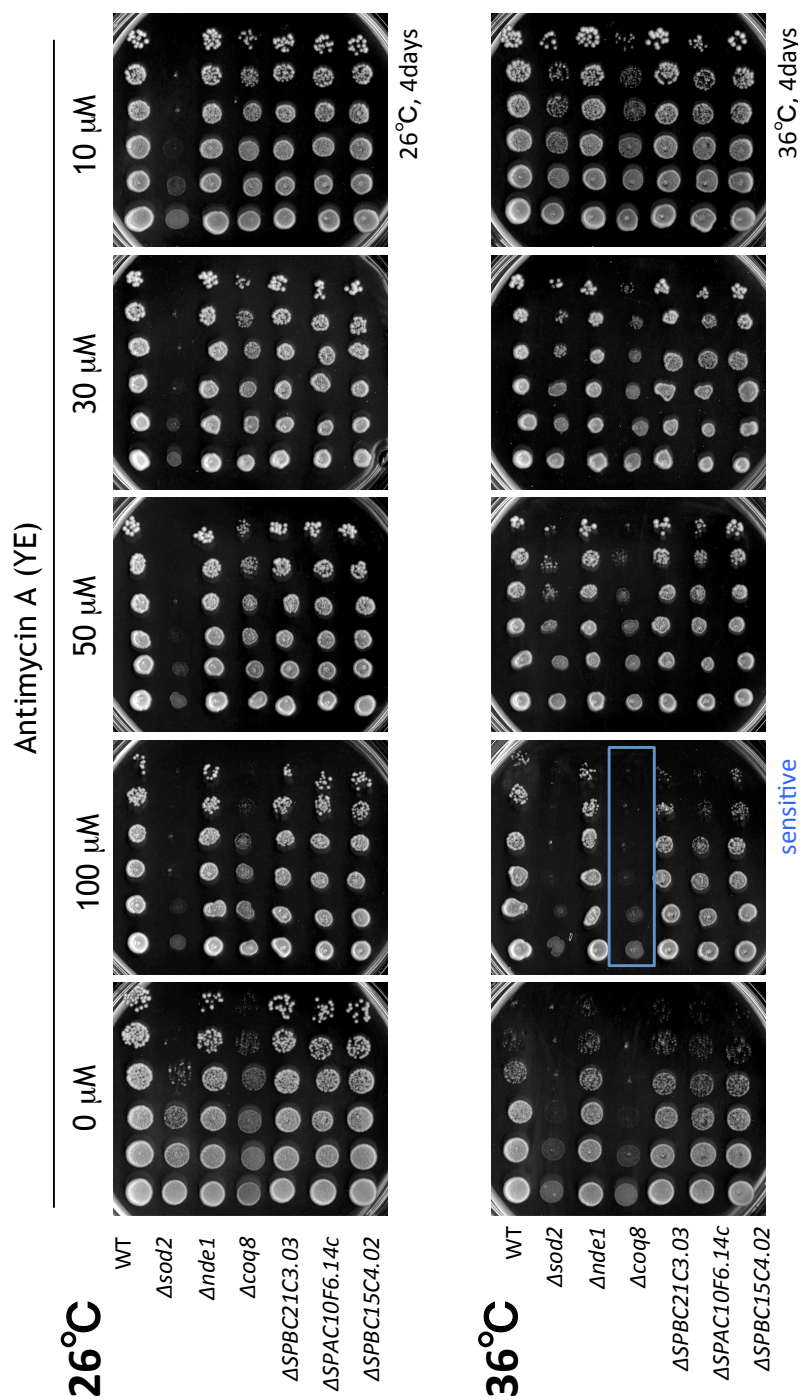 Antimycin A (YE)
0 µM
100 µM
50 µM
30 µM
10 µM
26℃
WT
Δsod2
Δnde1
Δcoq8
ΔSPBC21C3.03
ΔSPAC10F6.14c
ΔSPBC15C4.02
26℃, 4days
36℃
WT
Δsod2
Δnde1
Δcoq8
ΔSPBC21C3.03
ΔSPAC10F6.14c
ΔSPBC15C4.02
sensitive
36℃, 4days